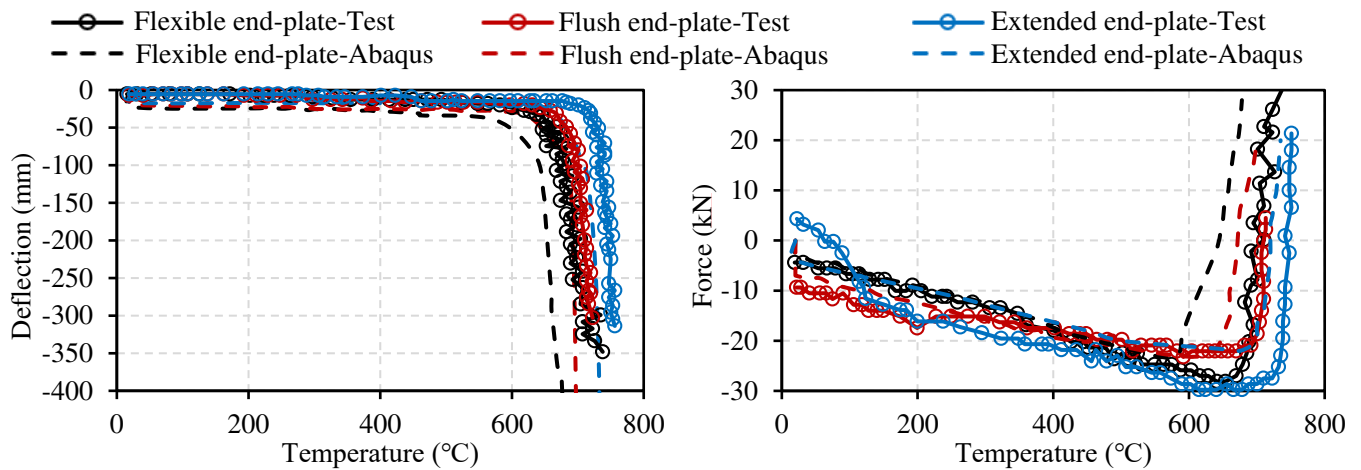 Flexible end-plate-Test Flush end-plate-Test Extended end-plate-Test
Flexible end-plate-Abaqus Flush end-plate-Abaqus Extended end-plate-Abaqus
Deflection (mm)
0
-50
-100
-150
-200
-250
-300
-350
-400
0 200 400 600 800
Temperature (°C)
Force (kN)
30
20
10
0
-10
-20
-30
0 200 400 600 800
Temperature (°C)